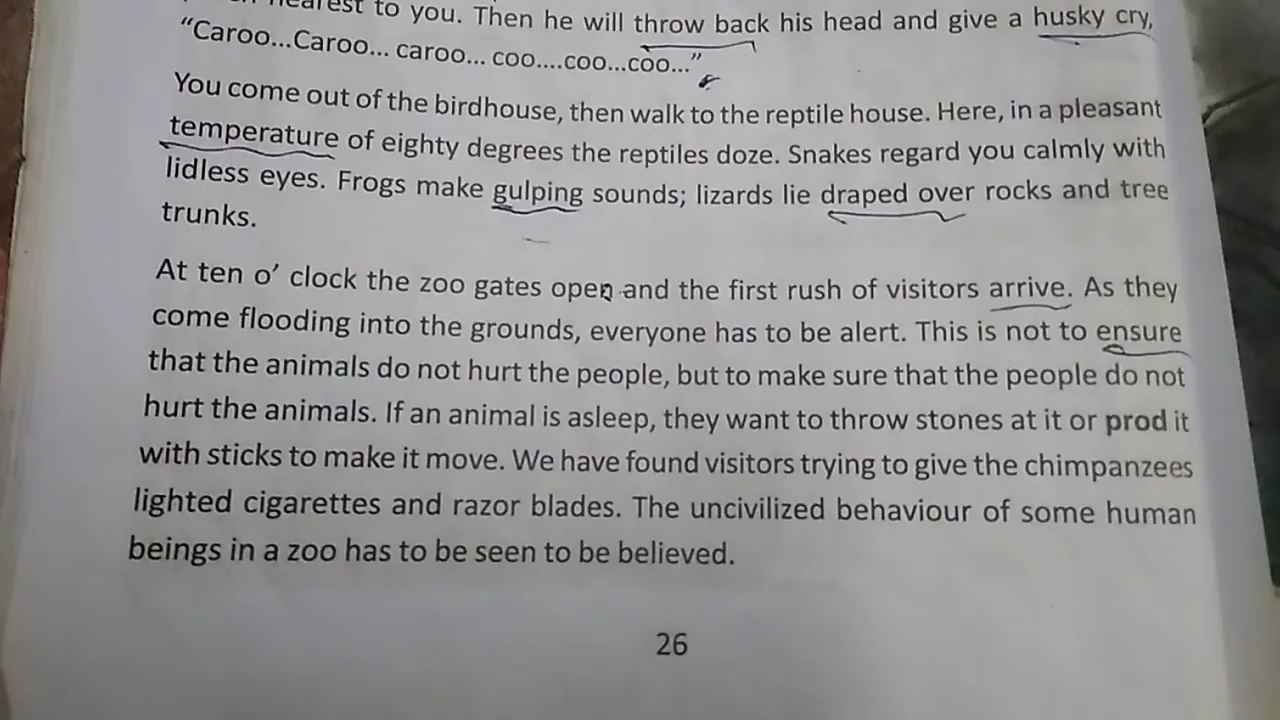 nearest to you. Then he will throw back his head and give a husky cry,
“Caroo...Caroo... caroo... coo....coo...coo...”
You come out of the birdhouse, then walk to the reptile house. Here, in a pleasant
temperature of eighty degrees the reptiles doze. Snakes regard you calmly with
lidless eyes. Frogs make gulping sounds; lizards lie draped over rocks and tree
trunks.
At ten o’ clock the zoo gates open and the first rush of visitors arrive. As they
come flooding into the grounds, everyone has to be alert. This is not to ensure
that the animals do not hurt the people, but to make sure that the people do not
hurt the animals. If an animal is asleep, they want to throw stones at it or prod it
with sticks to make it move. We have found visitors trying to give the chimpanzees
lighted cigarettes and razor blades. The uncivilized behaviour of some human
beings in a zoo has to be seen to be believed.
26